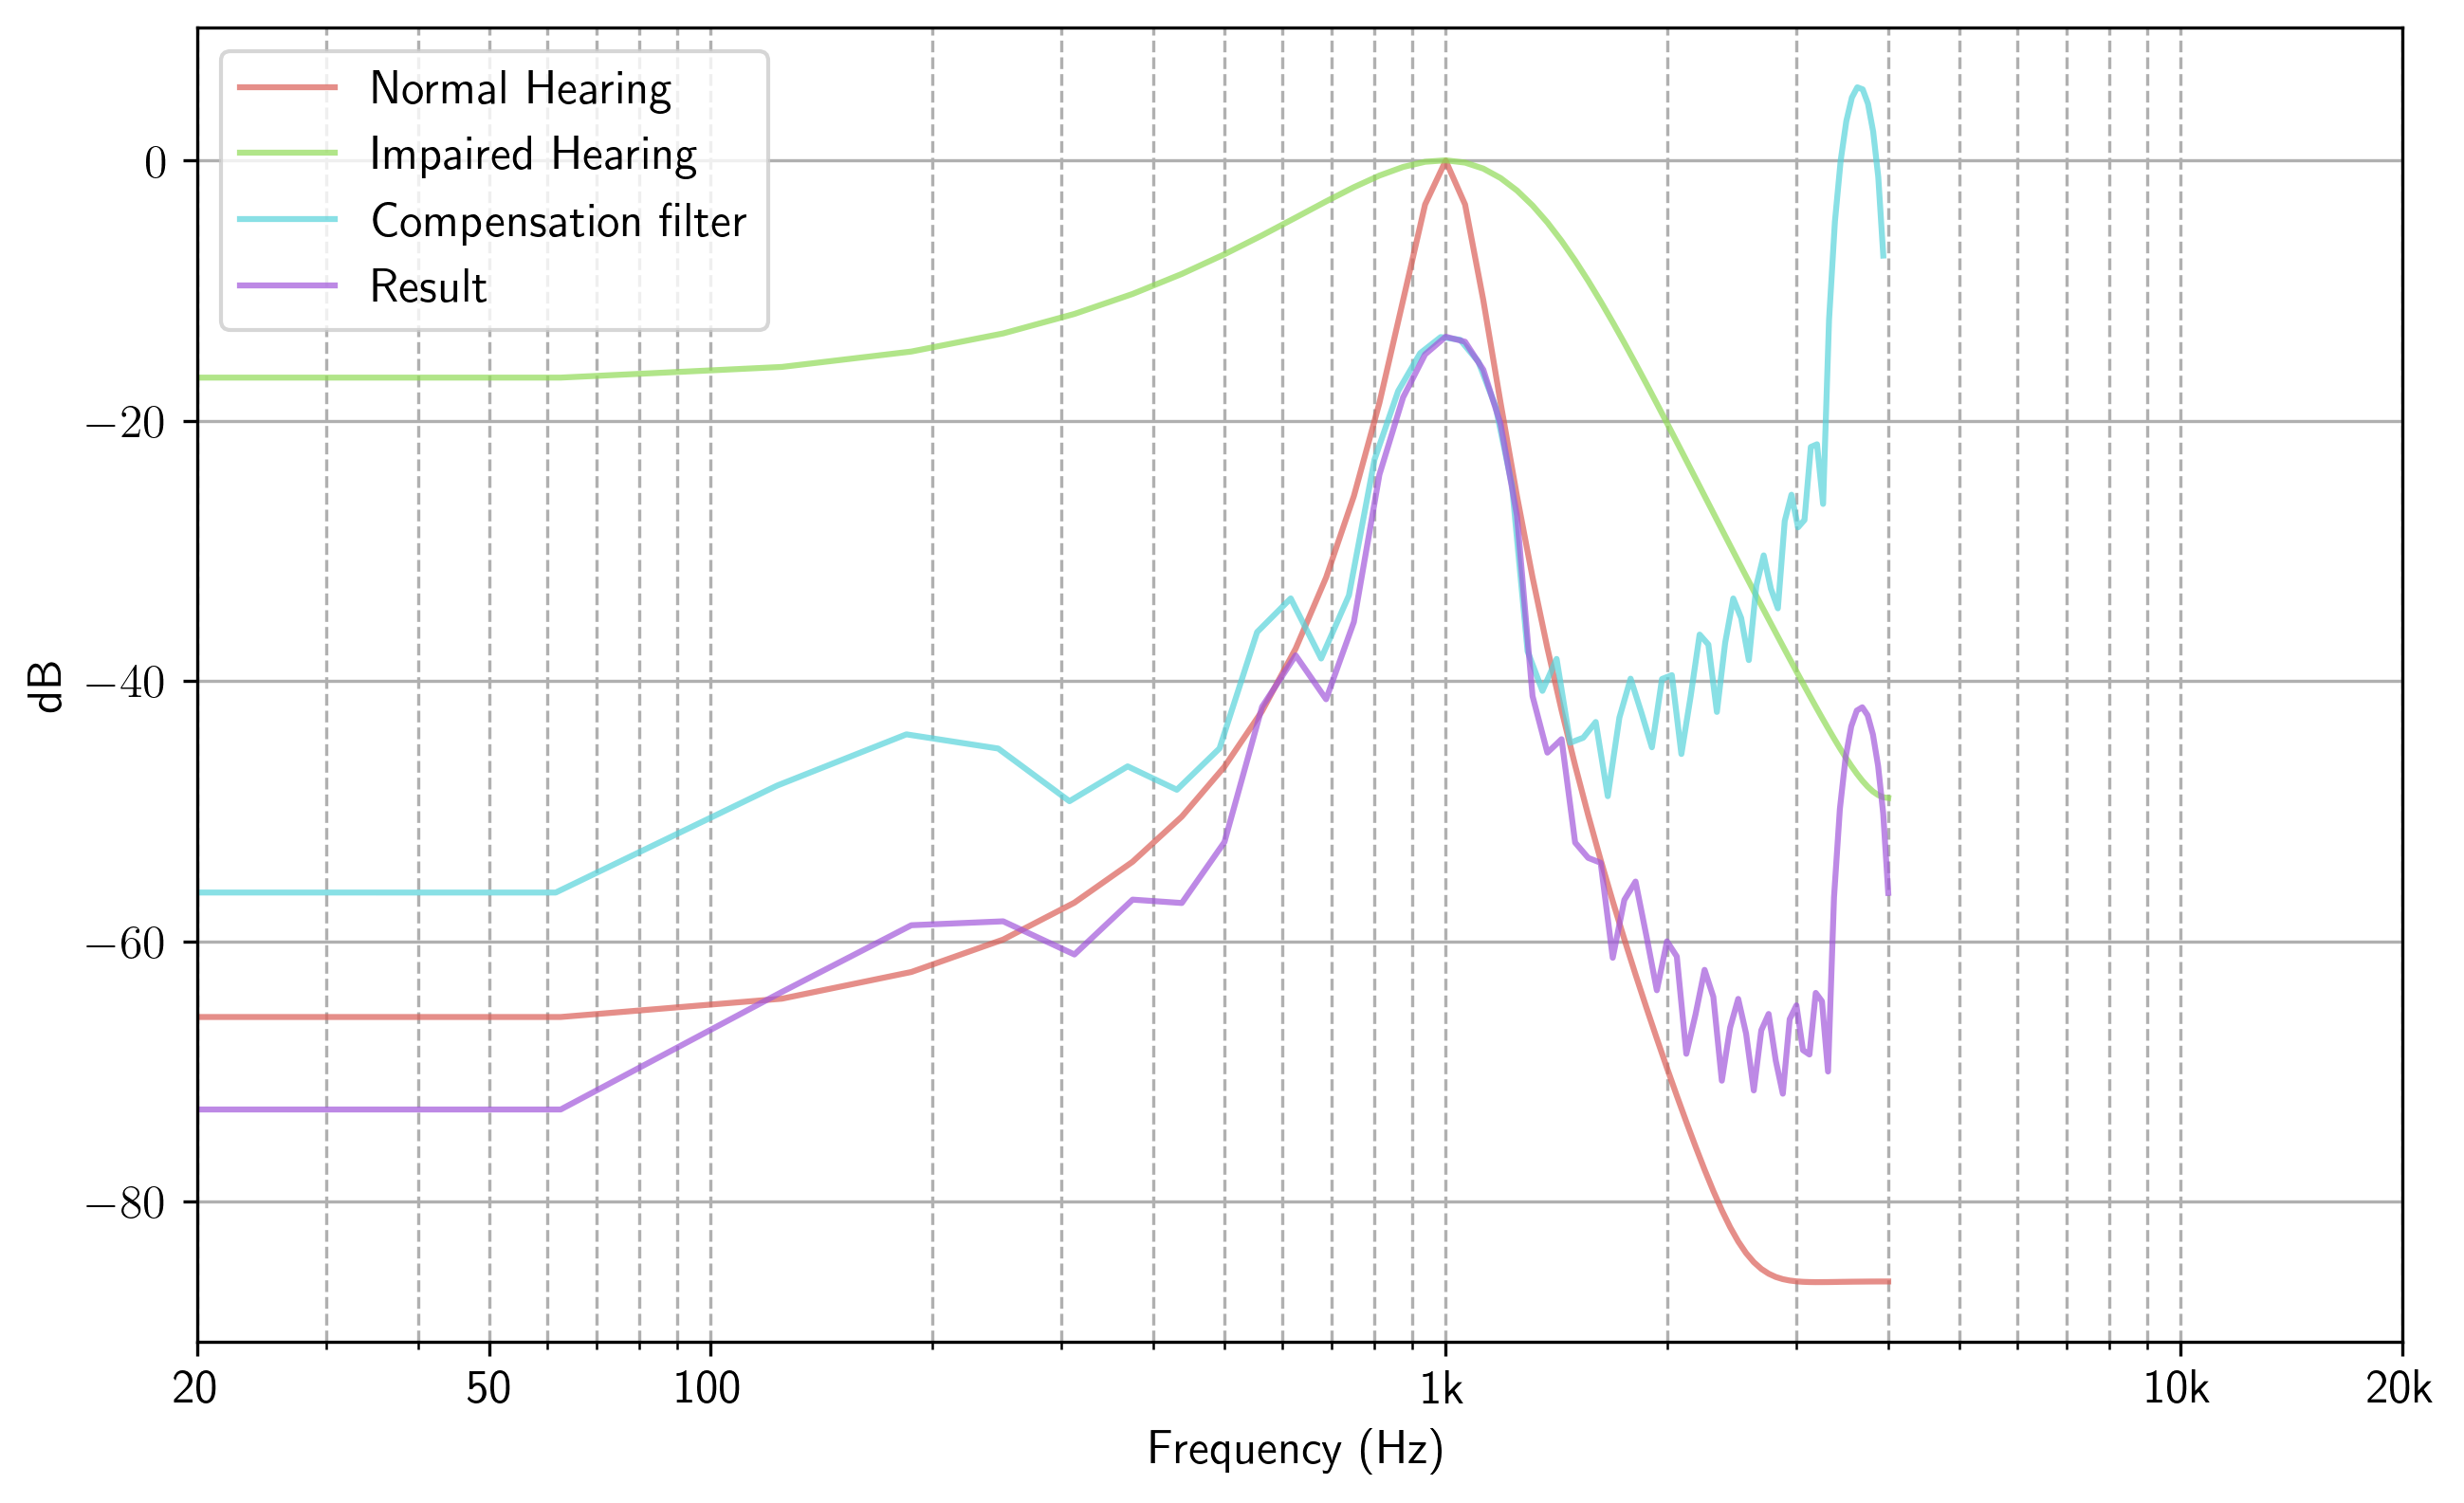 Normal Hearing
Impaired Hearing
Compensation filter
Result
0
−20
−40
−60
−80
dB
20 50 100 1k 10k 20k
Frequency (Hz)